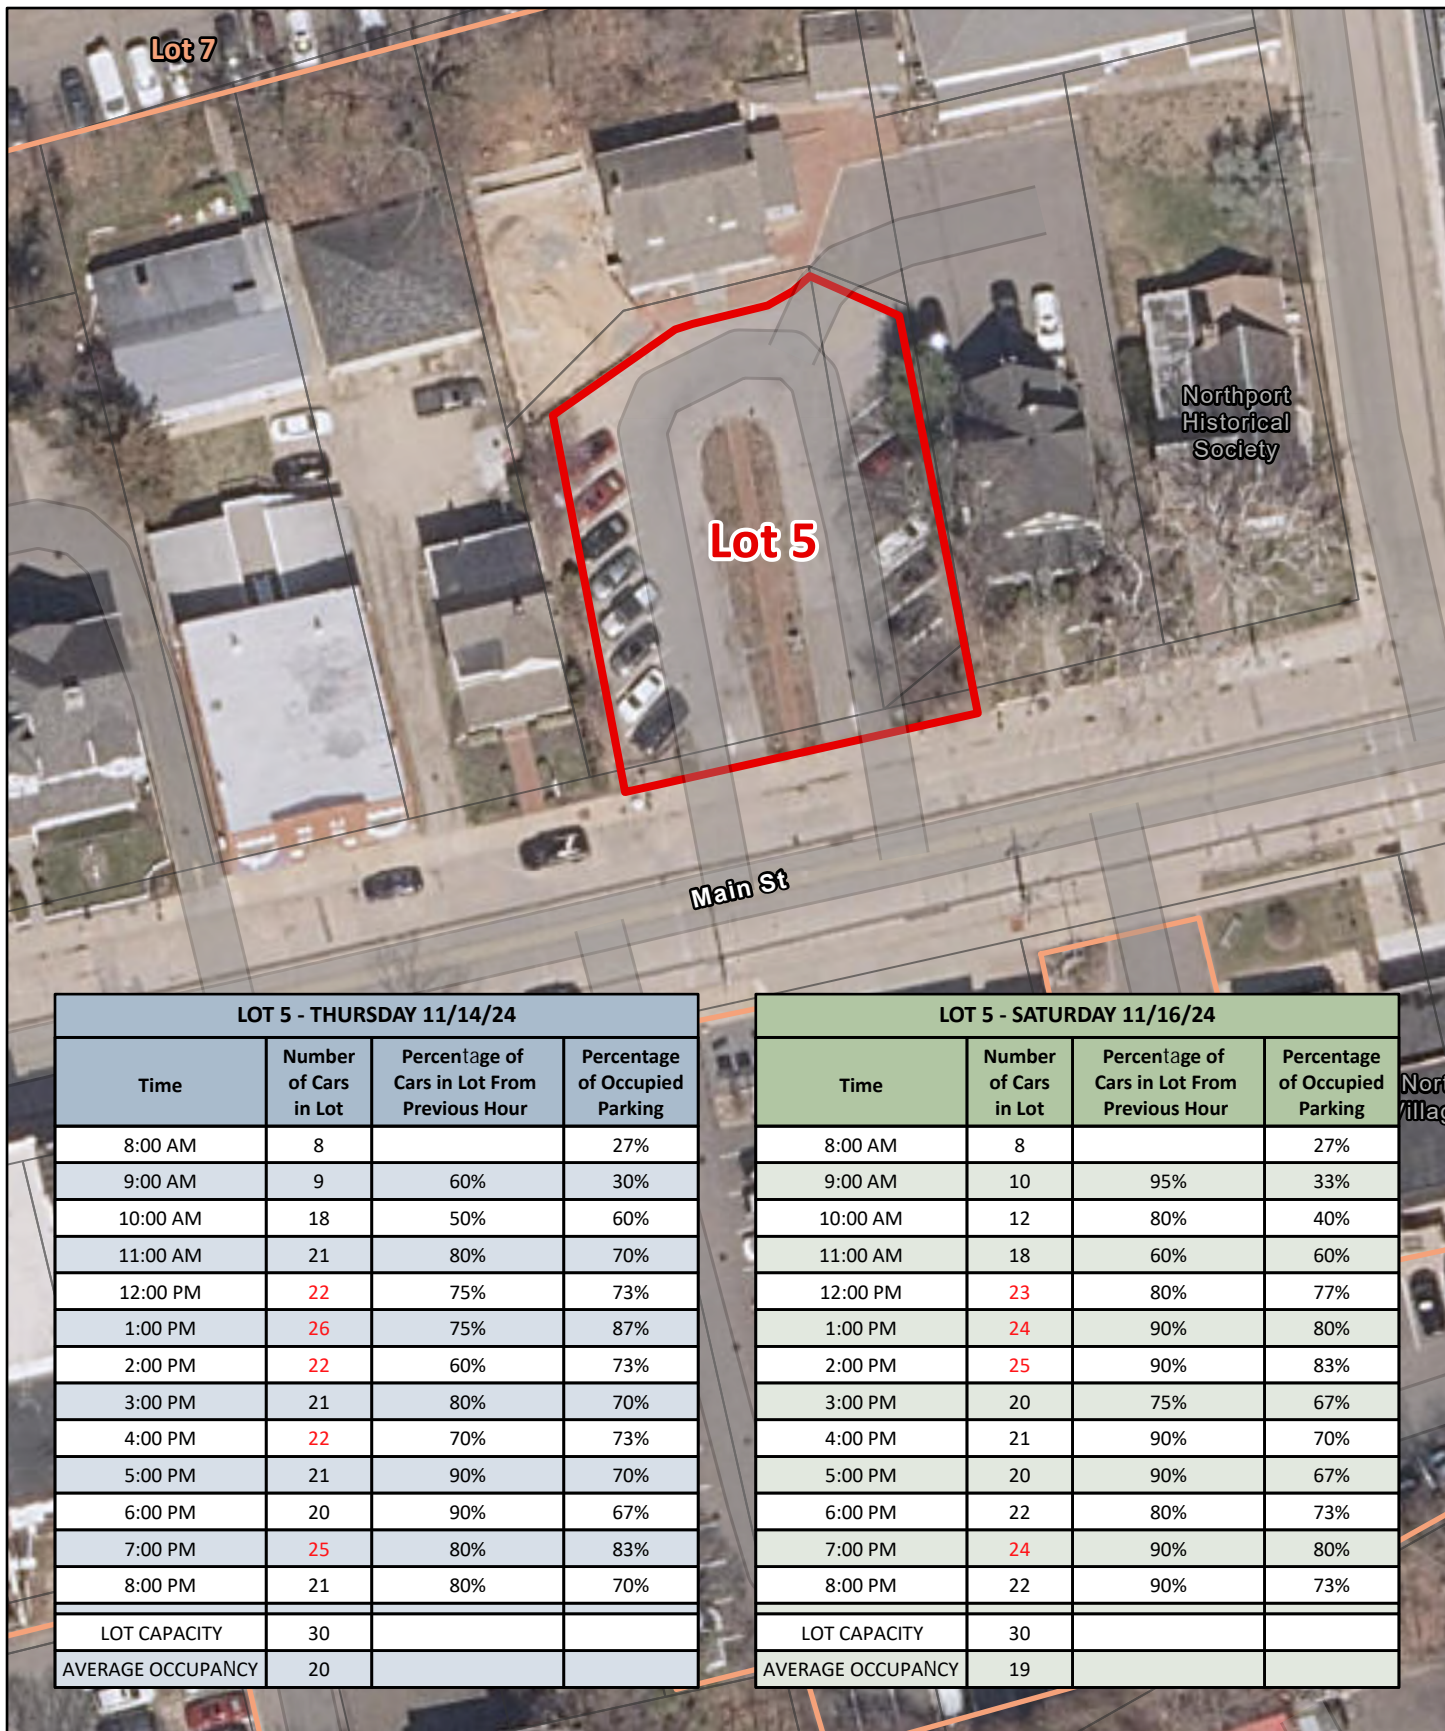 Lot 7
Northport
Historical
Society
Lot 5
Main St
LOT 5 - THURSDAY 11/14/24
Time Number of Cars in Lot Percentage of Cars in Lot From Previous Hour Percentage of Occupied Parking
8:00 AM 8 27%
9:00 AM 9 60% 30%
10:00 AM 18 50% 60%
11:00 AM 21 80% 70%
12:00 PM 22 75% 73%
1:00 PM 26 75% 87%
2:00 PM 22 60% 73%
3:00 PM 21 80% 70%
4:00 PM 22 70% 73%
5:00 PM 21 90% 70%
6:00 PM 20 90% 67%
7:00 PM 25 80% 83%
8:00 PM 21 80% 70%
LOT CAPACITY 30
AVERAGE OCCUPANCY 20
LOT 5 - SATURDAY 11/16/24
Time Number of Cars in Lot Percentage of Cars in Lot From Previous Hour Percentage of Occupied Parking
8:00 AM 8 27%
9:00 AM 10 95% 33%
10:00 AM 12 80% 40%
11:00 AM 18 60% 60%
12:00 PM 23 80% 77%
1:00 PM 24 90% 80%
2:00 PM 25 90% 83%
3:00 PM 20 75% 67%
4:00 PM 21 90% 70%
5:00 PM 20 90% 67%
6:00 PM 22 80% 73%
7:00 PM 24 90% 80%
8:00 PM 22 90% 73%
LOT CAPACITY 30
AVERAGE OCCUPANCY 19